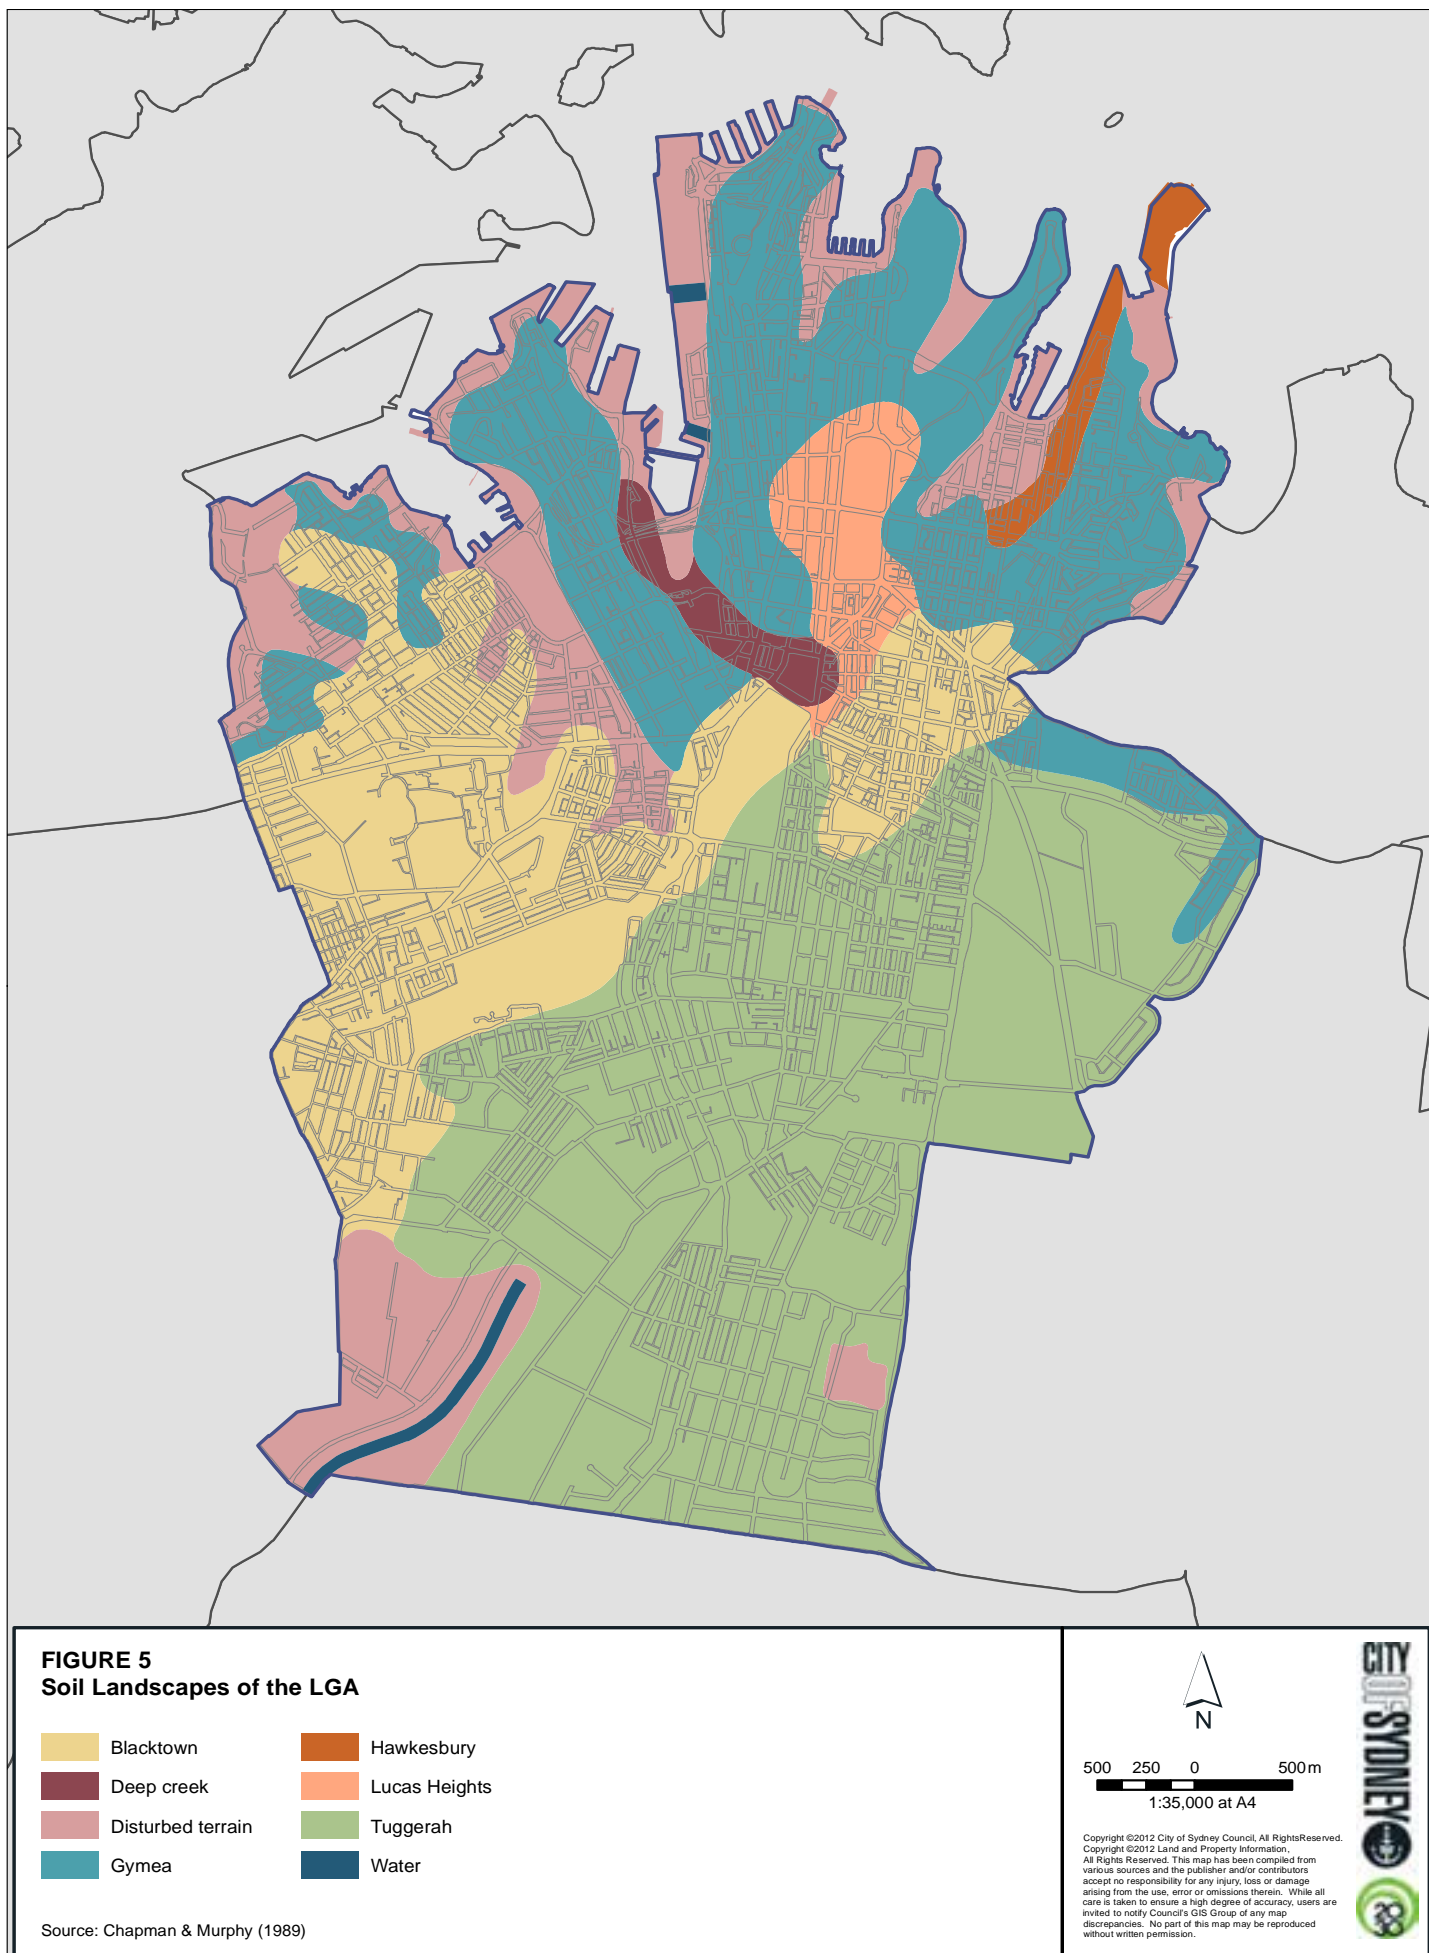 FIGURE 5
Soil Landscapes of the LGA
Blacktown
Deep creek
Disturbed terrain
Gymea
Hawkesbury
Lucas Heights
Tuggerah
Water
Source: Chapman & Murphy (1989)
N
500 250 0 500m
1:35,000 at A4
Copyright ©2012 City of Sydney Council, All RightsReserved.
Copyright ©2012 Land and Property Information,
All Rights Reserved. This map has been compiled from
various sources and the publisher and/or contributors
accept no responsibility for any injury, loss or damage
arising from the use, error or omissions therein. While all
care is taken to ensure a high degree of accuracy, users are
invited to notify Council's GIS Group of any map
discrepancies. No part of this map may be reproduced
without written permission.
CITY OF SYDNEY